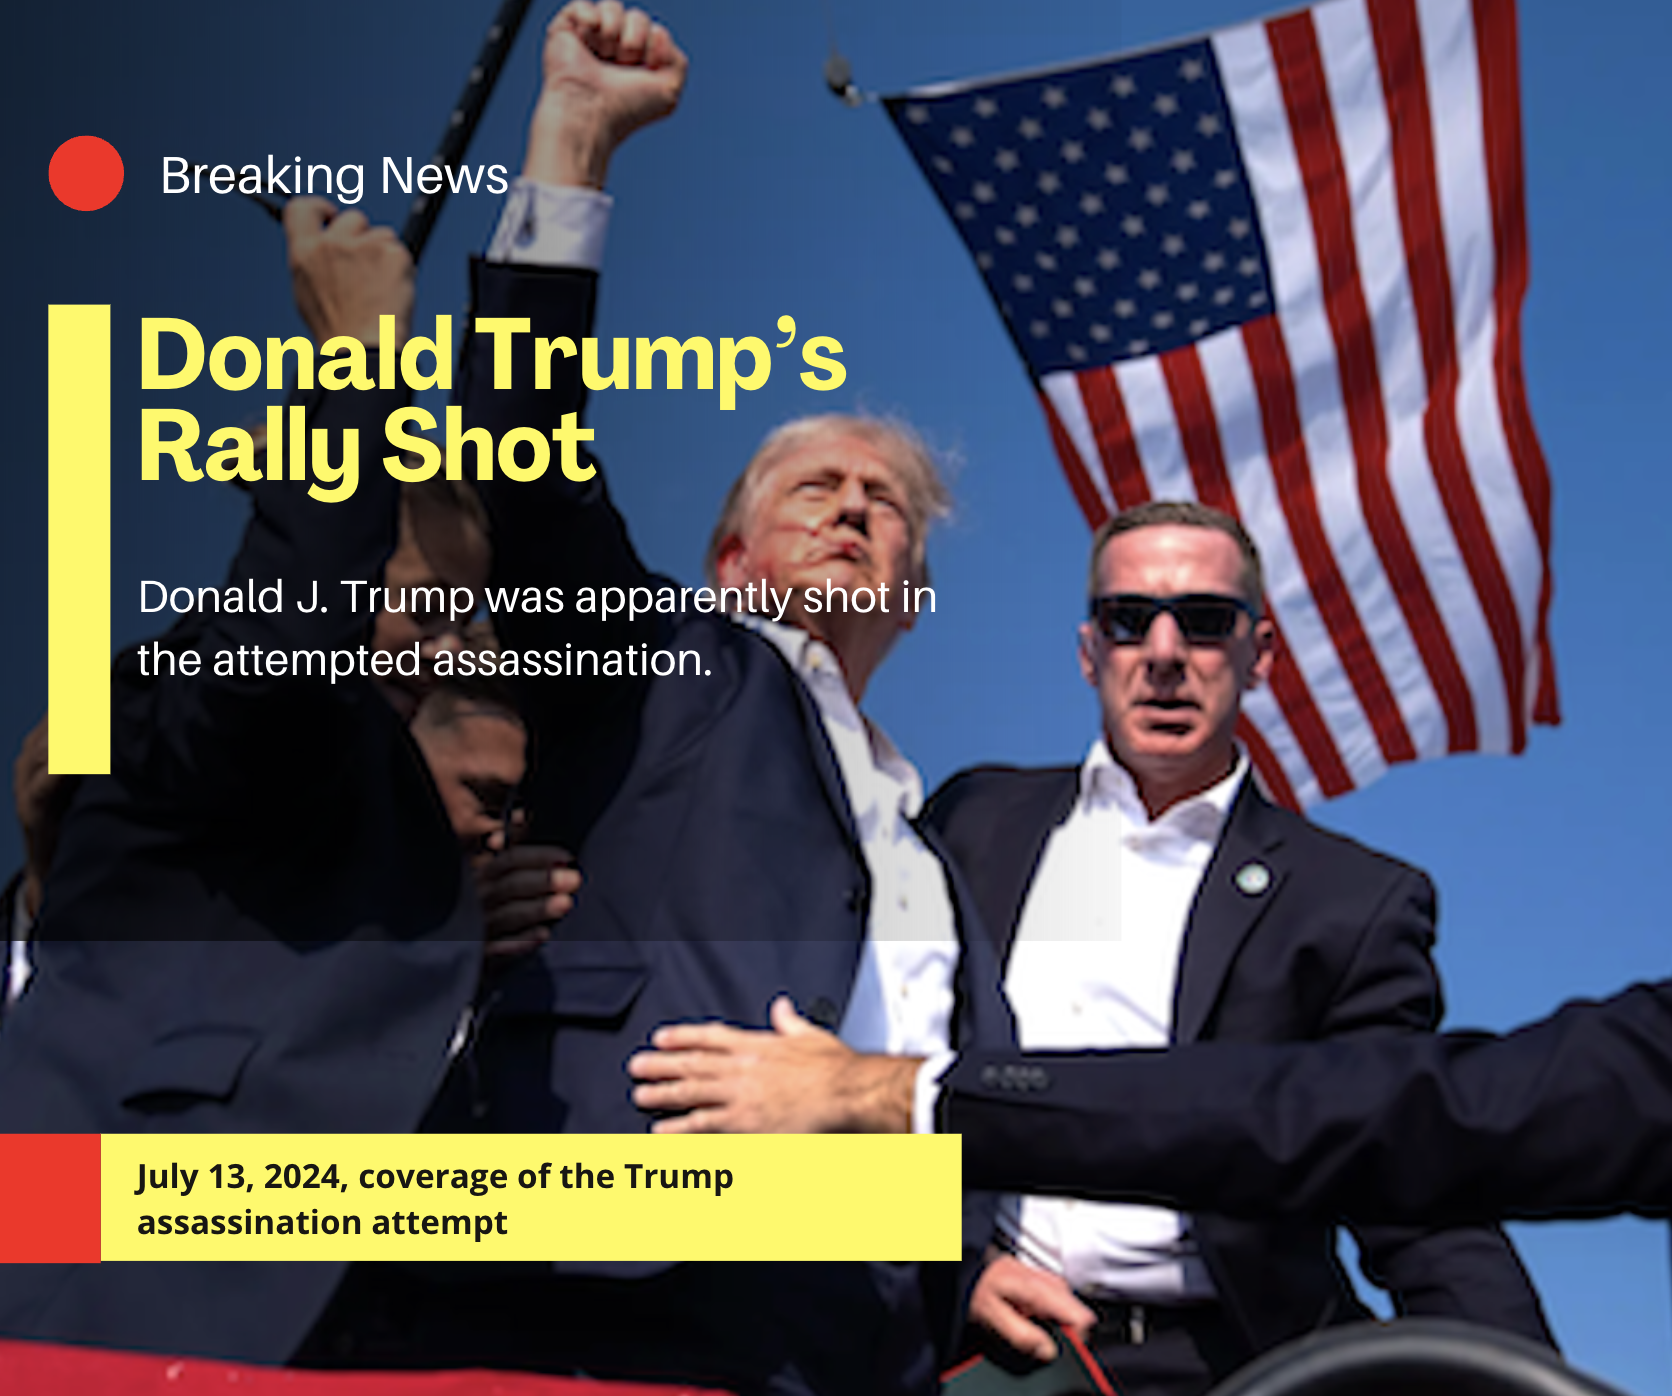 Breaking News
Donald Trump’s
Rally Shot
Donald J. Trump was apparently shot in
the attempted assassination.
July 13, 2024, coverage of the Trump
assassination attempt